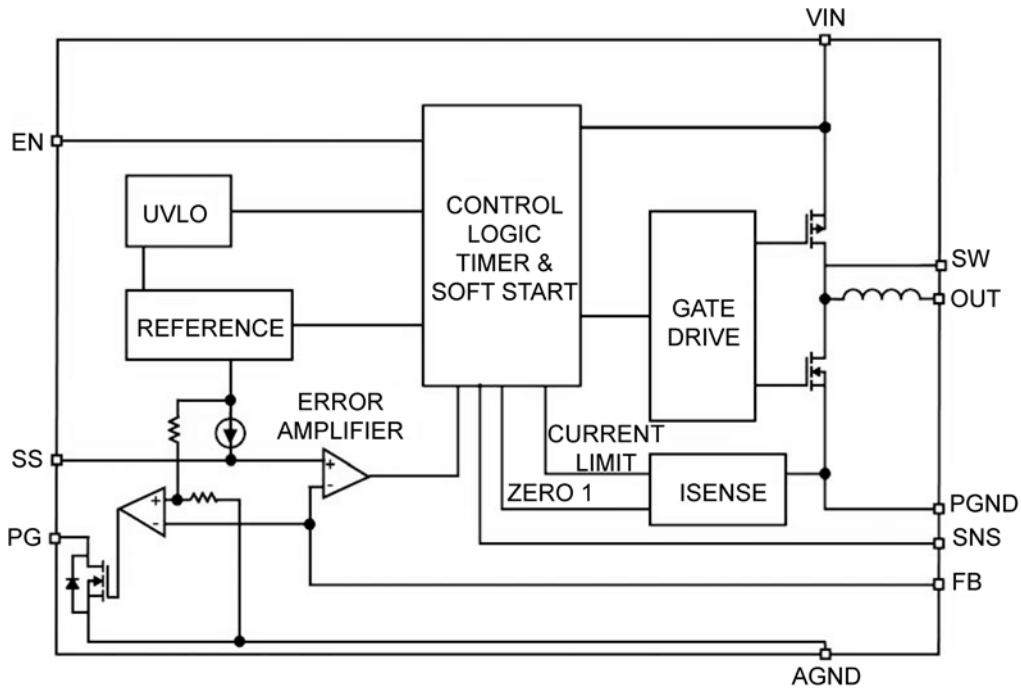 VIN
EN
UVLO
CONTROL
LOGIC
TIMER &
SOFT START
SW
OUT
GATE
DRIVE
REFERENCE
ERROR
AMPLIFIER
SS
+
-
CURRENT
LIMIT
ZERO 1
ISENSE
+
-
PG
PGND
SNS
FB
AGND